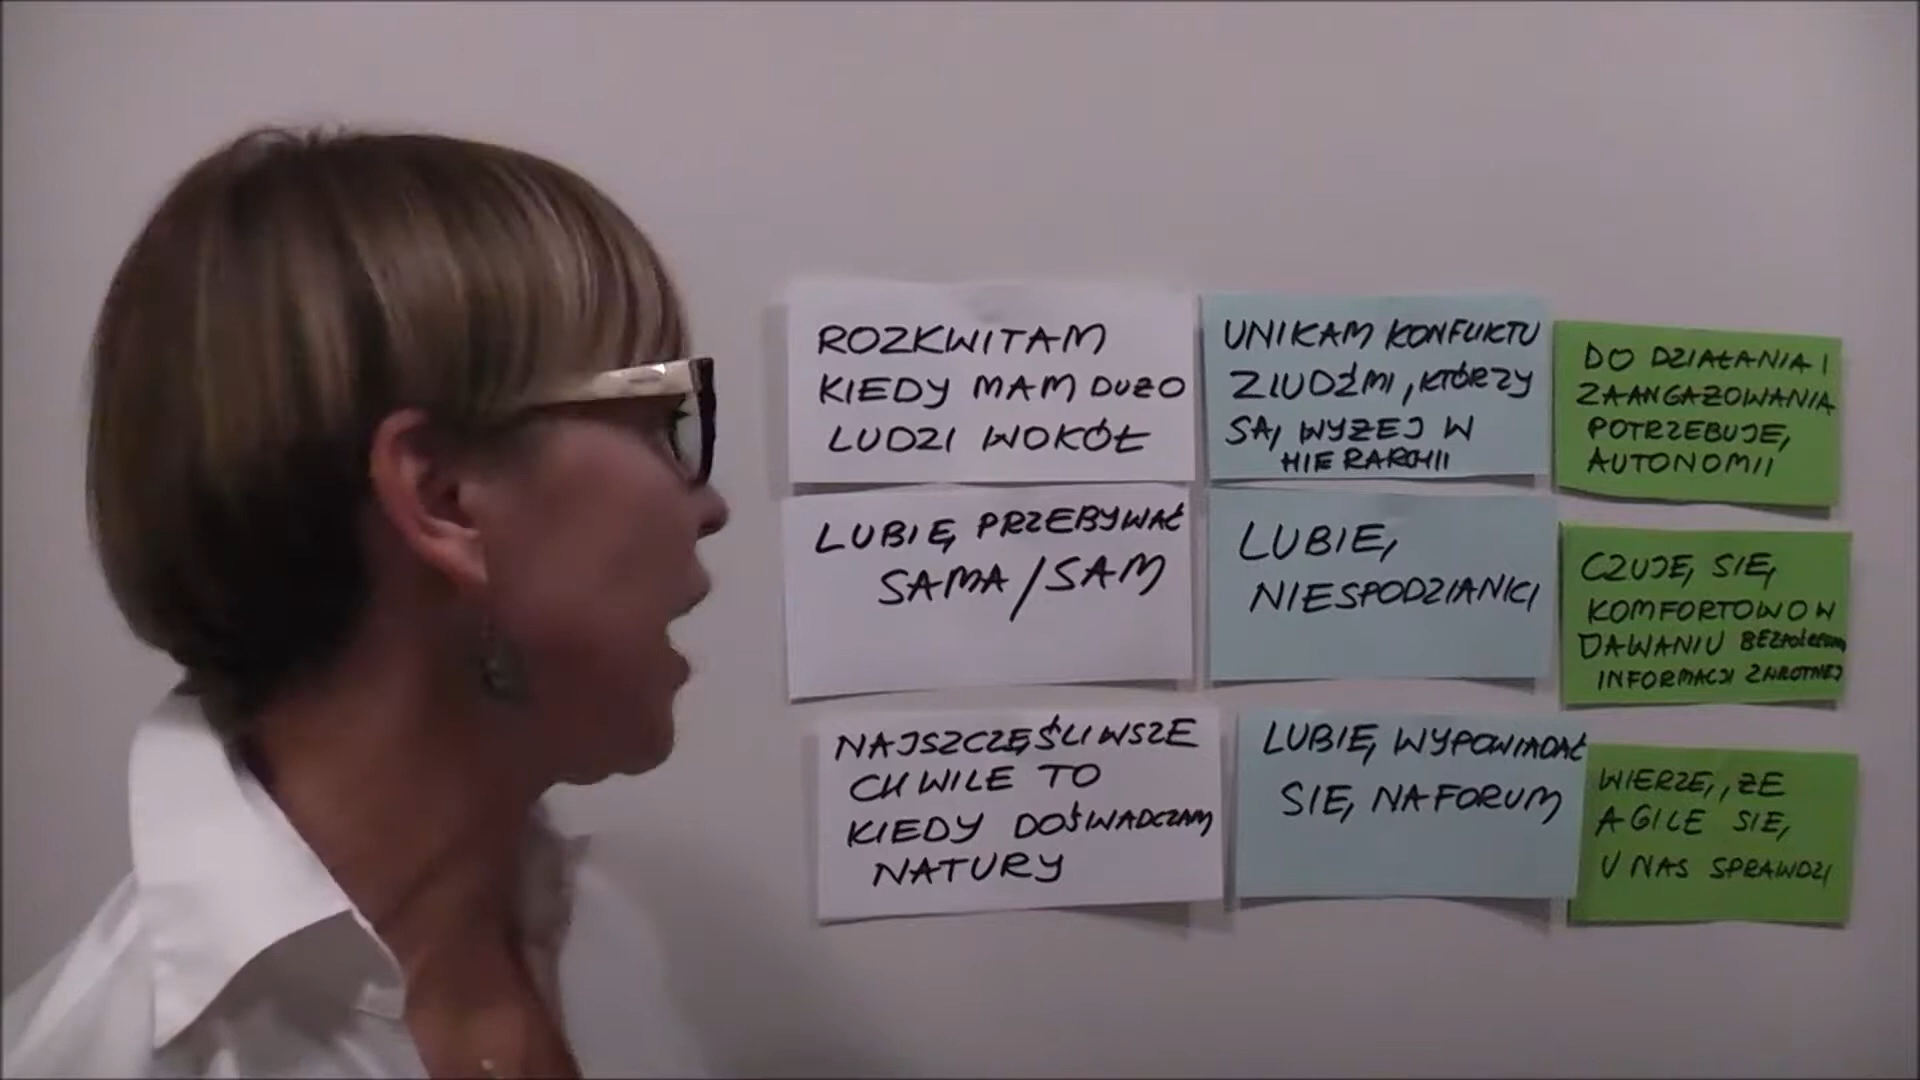 ROZKWITAM
KIEDY MAM DUŻO
LUDZI WOKÓŁ
LUBIĘ PRZEBYWAĆ
SAMA/SAM
NAJSZCZĘŚLIWSZE
CHWILE TO
KIEDY DOŚWIADCZAM
NATURY
UNIKAM KONFLIKTU
Z LUDŹMI, KTÓRZY
SĄ WYŻEJ W
HIERARCHII
LUBIĘ
NIESPODZIANKI
LUBIĘ WYPOWIADAĆ
SIĘ NA FORUM
DO DZIAŁANIA I
ZAANGAŻOWANIA
POTRZEBUJĘ
AUTONOMII
CZUJĘ SIĘ
KOMFORTOWO W
DAWANIU BEZPOŚREDNIEJ
INFORMACJI ZWROTNEJ
WIERZĘ, ŻE
AGILE SIĘ
U NAS SPRAWDZI